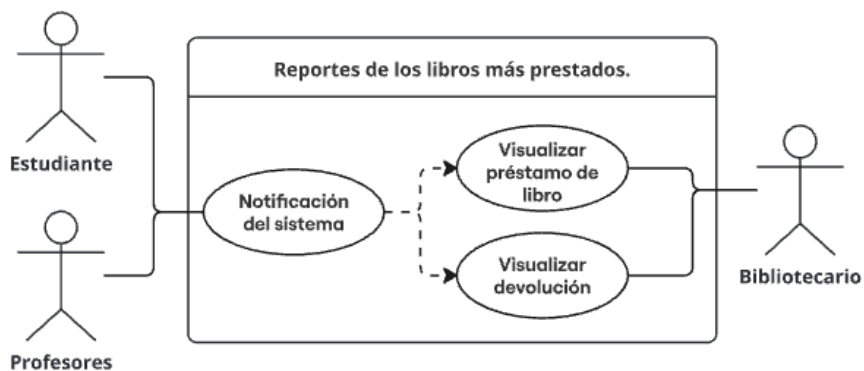 Reportes de los libros más prestados.
Estudiante
Notificación
del sistema
Visualizar
préstamo de
libro
Visualizar
devolución
Bibliotecario
Profesores